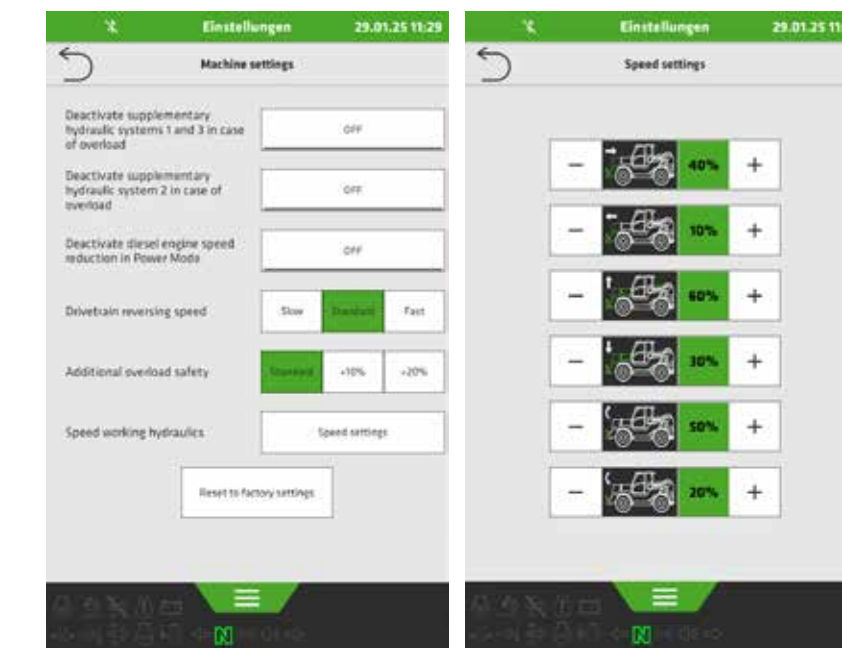 Einstellungen 29.01.25 11:29
Machine settings
Deactivate supplementary
hydraulic systems 1 and 3 in case
of overload
OFF
Deactivate supplementary
hydraulic system 2 in case of
overload
OFF
Deactivate diesel engine speed
reduction in Power Mode
OFF
Drivetrain reversing speed
Slow Standard Fast
Additional overload safety
Standard +10% +20%
Speed working hydraulics
Speed settings
Reset to factory settings
N
Einstellungen 29.01.25 11
Speed settings
− 40% +
− 10% +
− 60% +
− 30% +
− 50% +
− 20% +
N